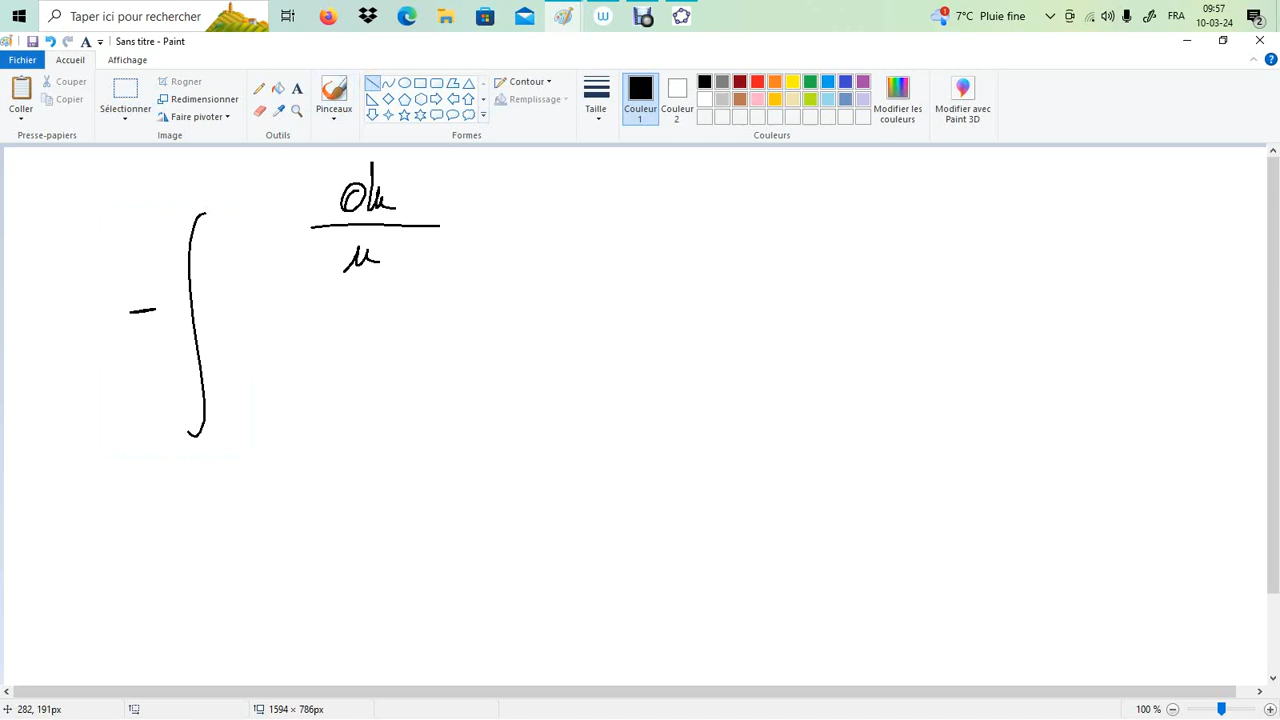 Taper ici pour rechercher
7°C Pluie fine
FRA
09:57
10-03-24
2
Sans titre - Paint
Fichier
Accueil
Affichage
Coller
Couper
Copier
Presse-papiers
Sélectionner
Rogner
Redimensionner
Faire pivoter
Image
A
Outils
Pinceaux
Contour
Remplissage
Formes
Taille
Couleur 1
Couleur 2
Modifier les couleurs
Couleurs
Modifier avec Paint 3D
du
- ∫ ——
u
282, 191px
1594 × 786px
100 %